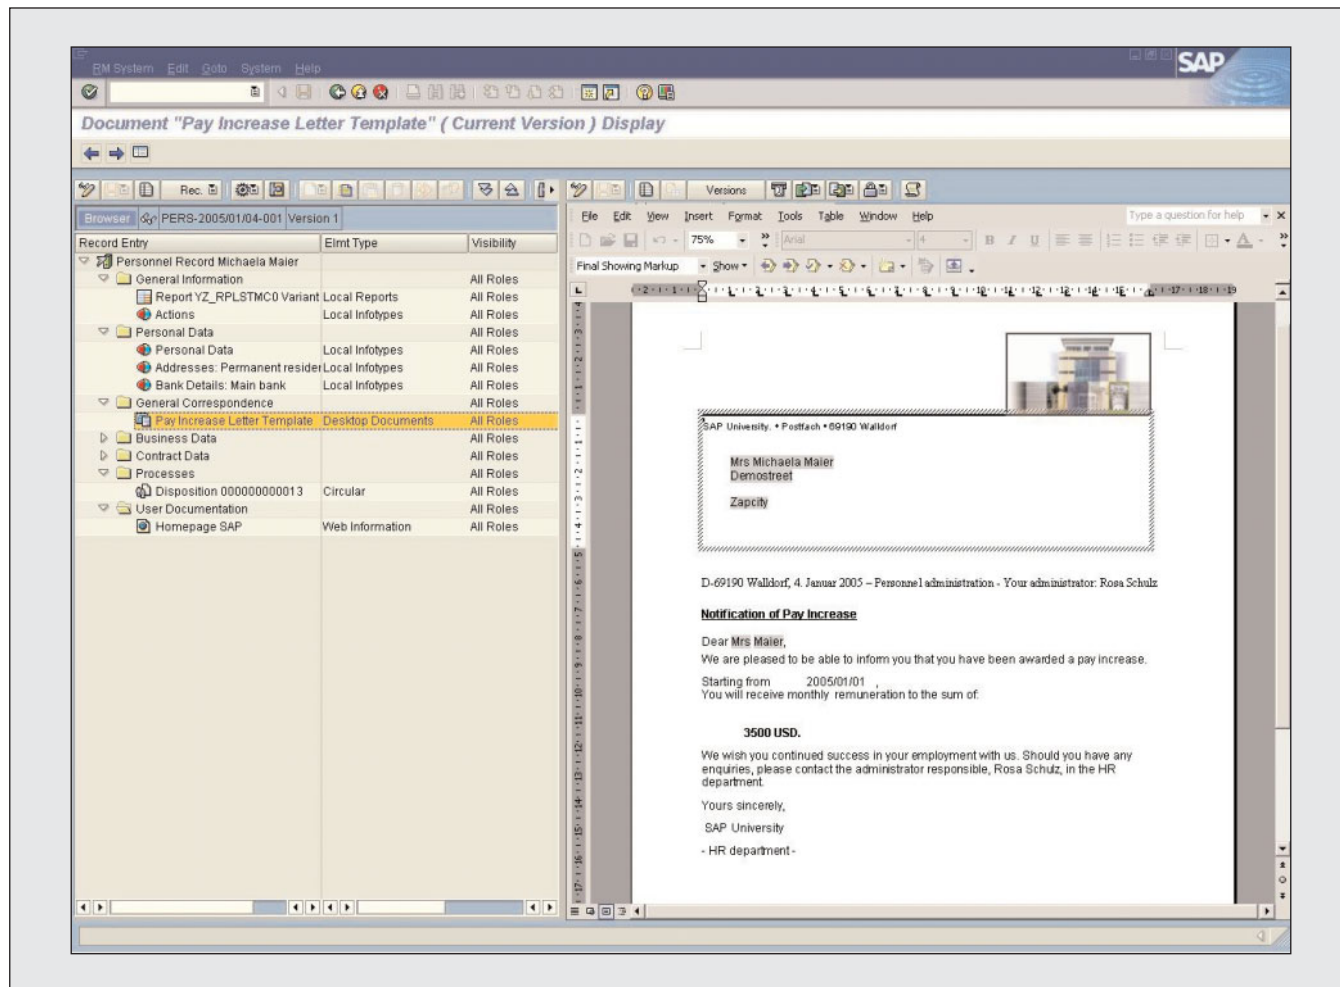 RM System Edit Goto System Help
SAP
Document "Pay Increase Letter Template" ( Current Version ) Display
Rec.
Versions
Browser PERS-2005/01/04-001 Version 1
File Edit View Insert Format Tools Table Window Help Type a question for help
75% Arial 4 B I U A
Final Showing Markup Show
Record Entry Elmt Type Visibility
Personnel Record Michaela Maier
General Information All Roles
Report YZ_RPLSTMC0 Variant Local Reports All Roles
Actions Local Infotypes All Roles
Personal Data All Roles
Personal Data Local Infotypes All Roles
Addresses: Permanent resider Local Infotypes All Roles
Bank Details: Main bank Local Infotypes All Roles
General Correspondence All Roles
Pay Increase Letter Template Desktop Documents All Roles
Business Data All Roles
Contract Data All Roles
Processes All Roles
Disposition 000000000013 Circular All Roles
User Documentation All Roles
Homepage SAP Web Information All Roles
SAP University. • Postfach • 69190 Walldorf
Mrs Michaela Maier
Demostreet
Zapcity
D-69190 Walldorf, 4. Januar 2005 – Personnel administration - Your administrator: Rosa Schulz
Notification of Pay Increase
Dear Mrs Maier,
We are pleased to be able to inform you that you have been awarded a pay increase.
Starting from 2005/01/01 ,
You will receive monthly remuneration to the sum of:
3500 USD.
We wish you continued success in your employment with us. Should you have any
enquiries, please contact the administrator responsible, Rosa Schulz, in the HR
department.
Yours sincerely,
SAP University
- HR department -